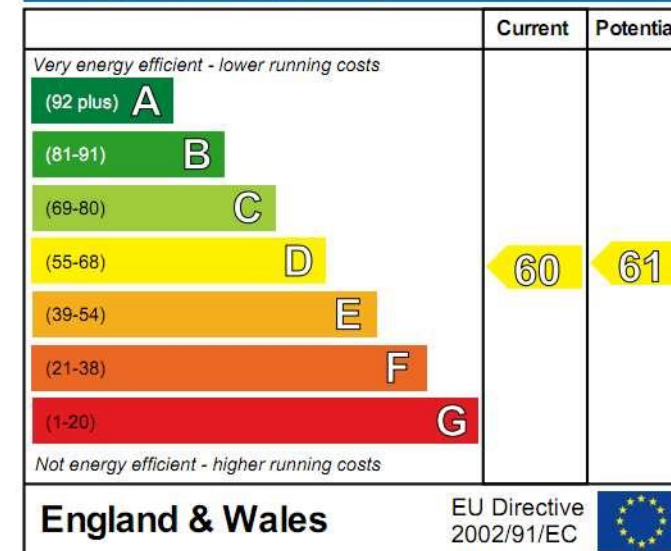 Current Potentia
Very energy efficient - lower running costs
(92 plus) A
(81-91) B
(69-80) C
(55-68) D
60 61
(39-54) E
(21-38) F
(1-20) G
Not energy efficient - higher running costs
England & Wales
EU Directive
2002/91/EC